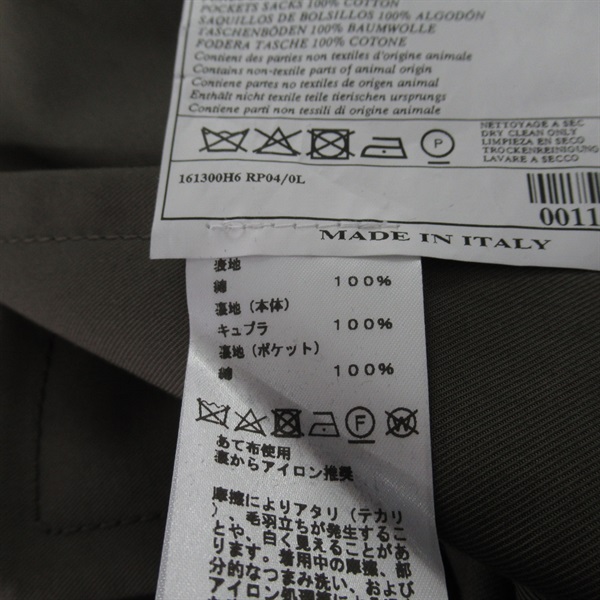 POCKETS SACKS 100% COTTON
SAQUILLOS DE BOLSILLOS 100% ALGODÓN
TASCHENBÖDEN 100% BAUMWOLLE
FODERA TASCHE 100% COTONE
Contient des parties non textiles d'origine animale
Contains non-textile parts of animal origin
Contiene partes no textiles de origen animal
Enthält nicht textile teile tierischen ursprungs
Contiene parti non tessili di origine animale
P
NETTOYAGE A SEC
DRY CLEAN ONLY
LIMPIEZA EN SECO
TROCKENREINIGUNG
LAVARE A SECCO
161300H6 RP04/0L
0011
MADE IN ITALY
表地
綿 100%
裏地（本体）
キュプラ 100%
裏地（ポケット）
綿 100%
F W
あて布使用
裏からアイロン推奨
摩擦によりアタリ（テカリ
）、毛羽立ちが発生するこ
とや、白く見えることがあ
ります。着用中の摩擦、部
分的なつまみ洗い、および
アイロン処理等に